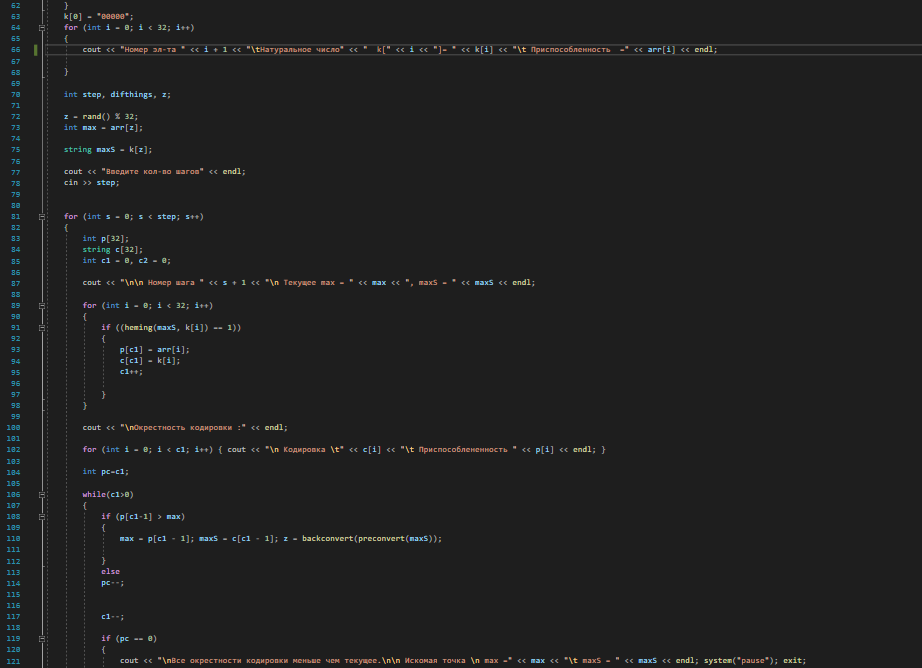 62 }
63 k[0] = "00000";
64 for (int i = 0; i < 32; i++)
65 {
66 cout << "Номер эл-та " << i + 1 << "\tНатуральное число" << "  k[" << i << "]= " << k[i] << "\t Приспособленность  =" << arr[i] << endl;
67
68 }
69
70 int step, difthings, z;
71
72 z = rand() % 32;
73 int max = arr[z];
74
75 string maxS = k[z];
76
77 cout << "Введите кол-во шагов" << endl;
78 cin >> step;
79
80
81 for (int s = 0; s < step; s++)
82 {
83 int p[32];
84 string c[32];
85 int c1 = 0, c2 = 0;
86
87 cout << "\n\n Номер шага " << s + 1 << "\n Текущее max = " << max << ", maxS = " << maxS << endl;
88
89 for (int i = 0; i < 32; i++)
90 {
91 if ((heming(maxS, k[i]) == 1))
92 {
93 p[c1] = arr[i];
94 c[c1] = k[i];
95 c1++;
96
97 }
98 }
99
100 cout << "\nОкрестность кодировки :" << endl;
101
102 for (int i = 0; i < c1; i++) { cout << "\n Кодировка \t" << c[i] << "\t Приспособлененность " << p[i] << endl; }
103
104 int pc=c1;
105
106 while(c1>0)
107 {
108 if (p[c1-1] > max)
109 {
110 max = p[c1 - 1]; maxS = c[c1 - 1]; z = backconvert(preconvert(maxS));
111
112 }
113 else
114 pc--;
115
116
117 c1--;
118
119 if (pc == 0)
120 {
121 cout << "\nВсе окрестности кодировки меньше чем текущее.\n\n Искомая точка \n max =" << max << "\t maxS = " << maxS << endl; system("pause"); exit;